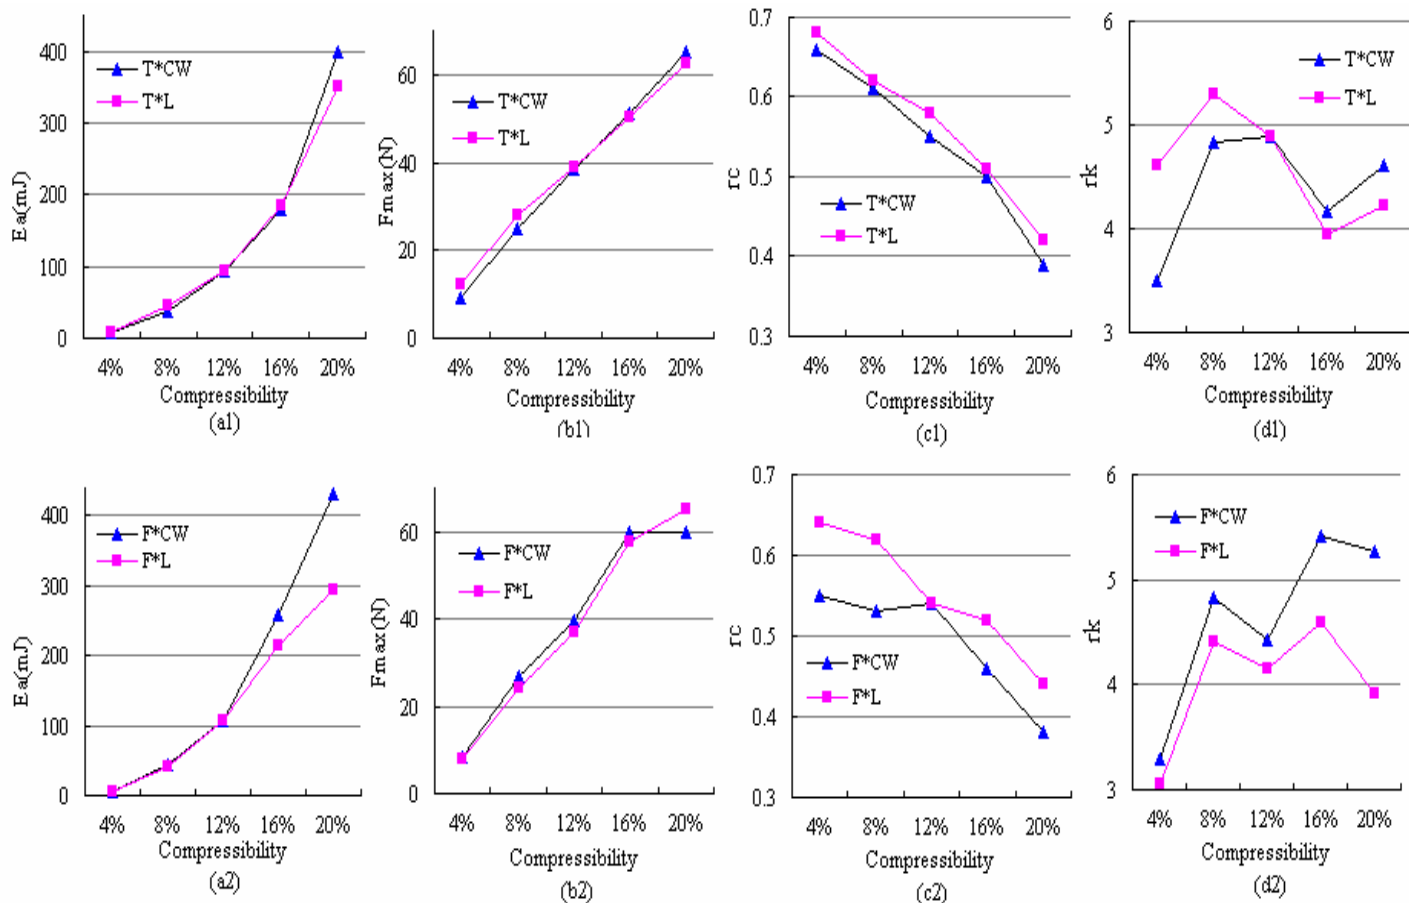 400
300
200
100
0
Ea(mJ)
T*CW
T*L
4% 8% 12% 16% 20%
Compressibility
(a1)
60
40
20
0
Fmax(N)
T*CW
T*L
4% 8% 12% 16% 20%
Compressibility
(b1)
0.7
0.6
0.5
0.4
0.3
rc
T*CW
T*L
4% 8% 12% 16% 20%
Compressibility
(c1)
6
5
4
3
rk
T*CW
T*L
4% 8% 12% 16% 20%
Compressibility
(d1)
400
300
200
100
0
Ea(mJ)
F*CW
F*L
4% 8% 12% 16% 20%
Compressibility
(a2)
60
40
20
0
Fmax(N)
F*CW
F*L
4% 8% 12% 16% 20%
Compressibility
(b2)
0.7
0.6
0.5
0.4
0.3
rc
F*CW
F*L
4% 8% 12% 16% 20%
Compressibility
(c2)
6
5
4
3
rk
F*CW
F*L
4% 8% 12% 16% 20%
Compressibility
(d2)